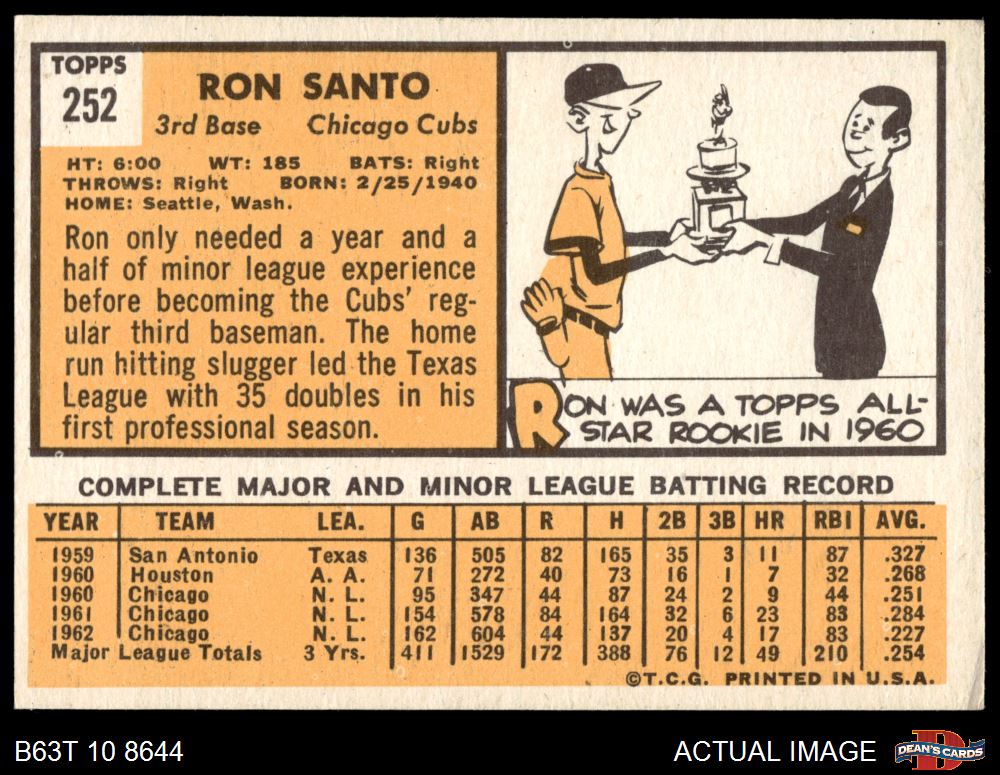 TOPPS
252
RON SANTO
3rd Base Chicago Cubs
HT: 6:00 WT: 185 BATS: Right
THROWS: Right BORN: 2/25/1940
HOME: Seattle, Wash.
Ron only needed a year and a
half of minor league experience
before becoming the Cubs' reg-
ular third baseman. The home
run hitting slugger led the Texas
League with 35 doubles in his
first professional season.
RON WAS A TOPPS ALL-
STAR ROOKIE IN 1960
COMPLETE MAJOR AND MINOR LEAGUE BATTING RECORD
YEAR TEAM LEA. G AB R H 2B 3B HR RBI AVG.
1959 San Antonio Texas 136 505 82 165 35 3 11 87 .327
1960 Houston A. A. 71 272 40 73 16 1 7 32 .268
1960 Chicago N. L. 95 347 44 87 24 2 9 44 .251
1961 Chicago N. L. 154 578 84 164 32 6 23 83 .284
1962 Chicago N. L. 162 604 44 137 20 4 17 83 .227
Major League Totals 3 Yrs. 411 1529 172 388 76 12 49 210 .254
©T.C.G. PRINTED IN U.S.A.
B63T 10 8644
ACTUAL IMAGE
D
DEAN'S CARDS